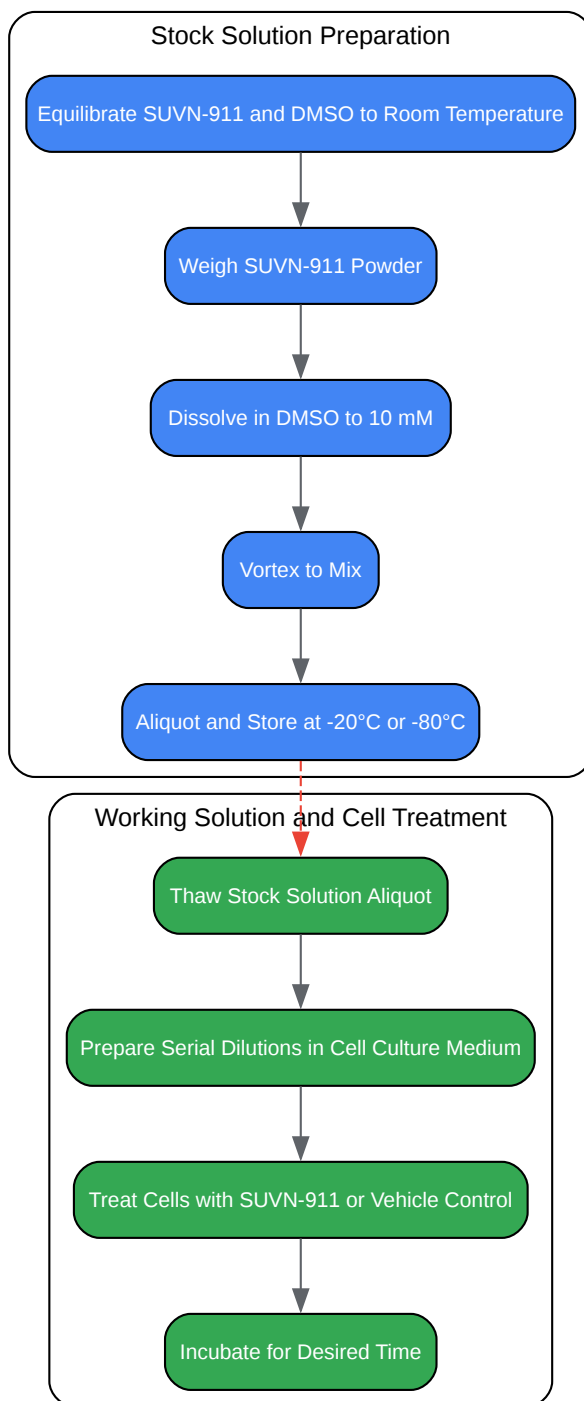 Stock Solution Preparation
Equilibrate SUVN-911 and DMSO to Room Temperature
Weigh SUVN-911 Powder
Dissolve in DMSO to 10 mM
Vortex to Mix
Aliquot and Store at -20°C or -80°C
Working Solution and Cell Treatment
Thaw Stock Solution Aliquot
Prepare Serial Dilutions in Cell Culture Medium
Treat Cells with SUVN-911 or Vehicle Control
Incubate for Desired Time